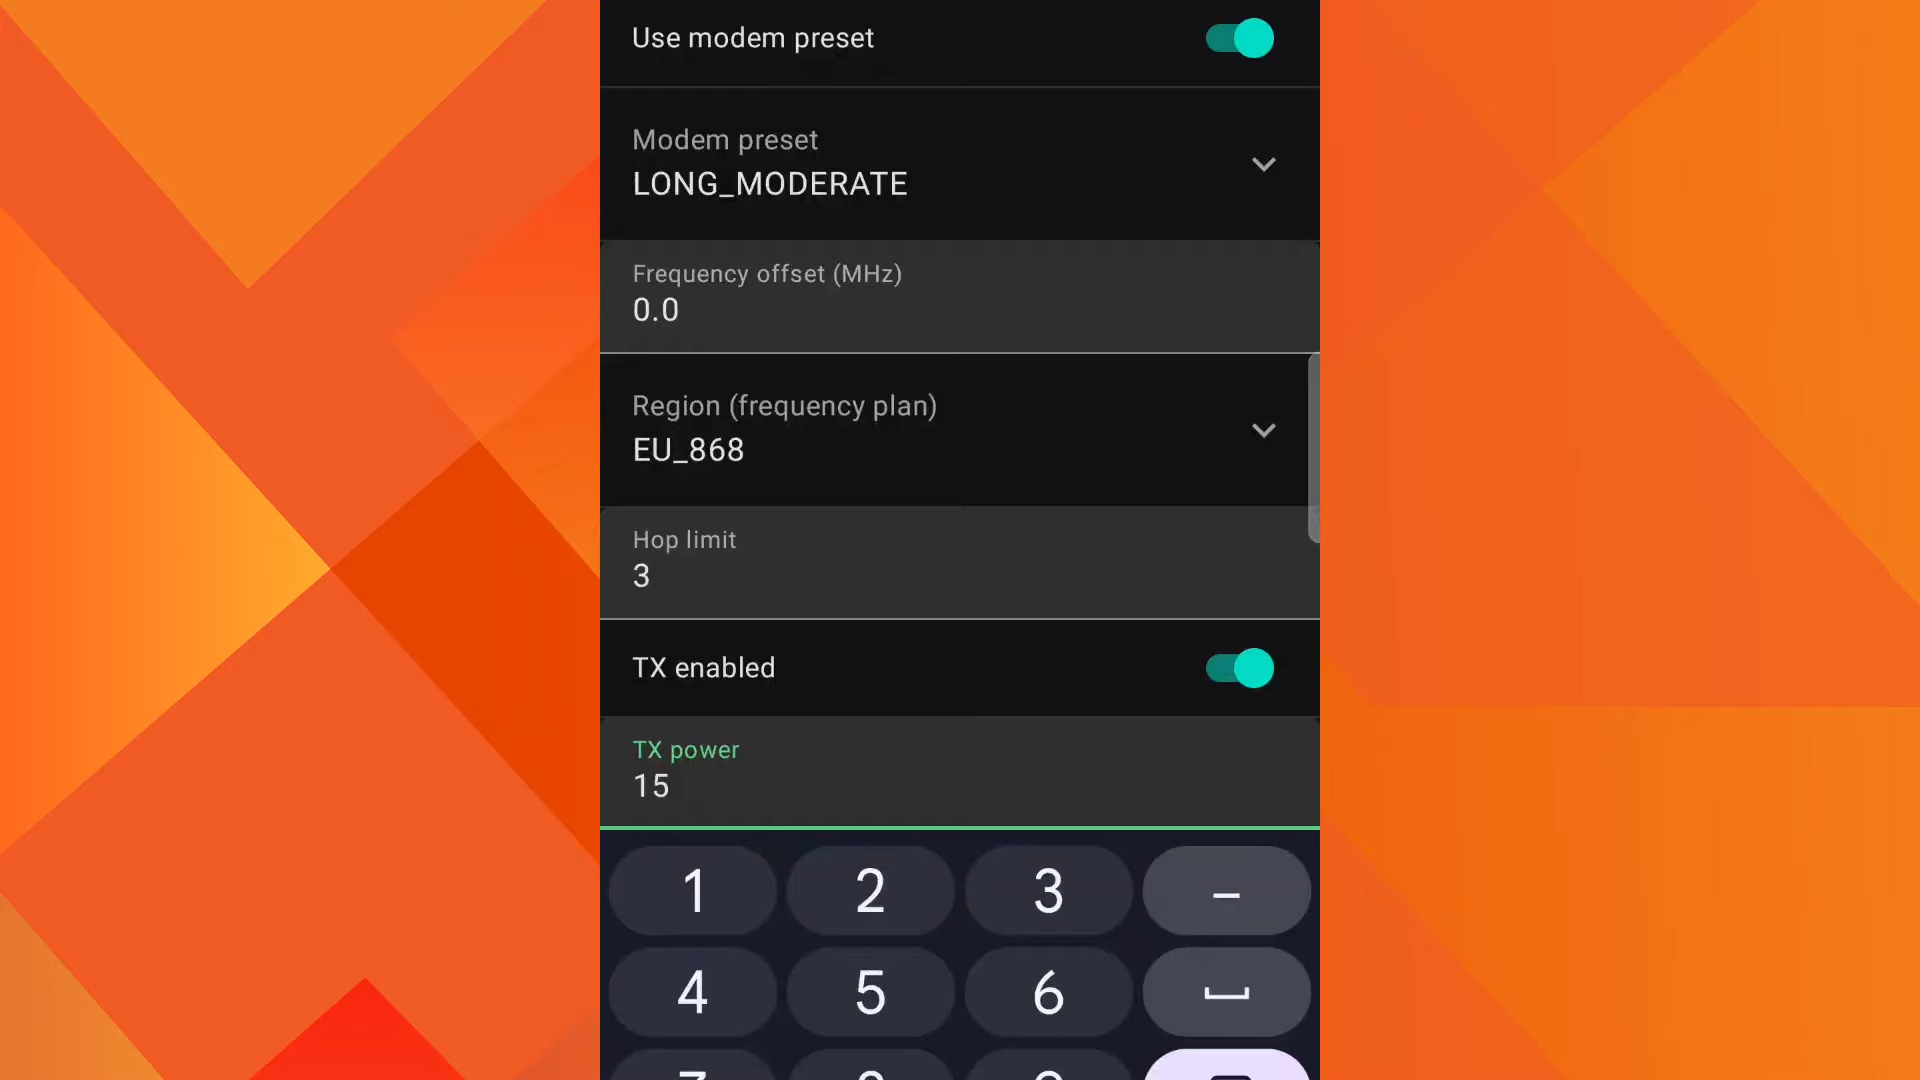 Use modem preset
Modem preset
LONG_MODERATE
Frequency offset (MHz)
0.0
Region (frequency plan)
EU_868
Hop limit
3
TX enabled
TX power
15
1 2 3 –
4 5 6